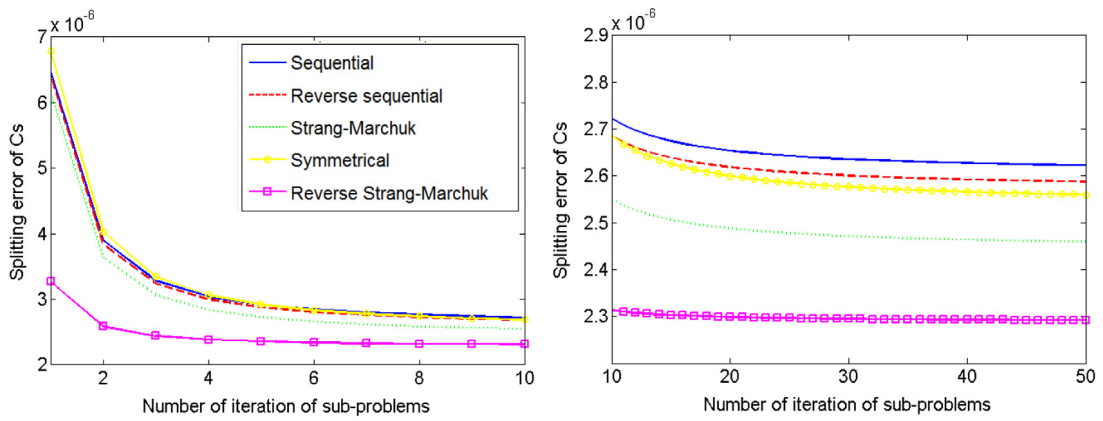 7 x 10⁻⁶
6
5
4
3
2
Splitting error of Cs
2 4 6 8 10
Number of iteration of sub-problems
Sequential
Reverse sequential
Strang-Marchuk
Symmetrical
Reverse Strang-Marchuk
x 10⁻⁶
2.9
2.8
2.7
2.6
2.5
2.4
2.3
Splitting error of Cs
10 20 30 40 50
Number of iteration of sub-problems